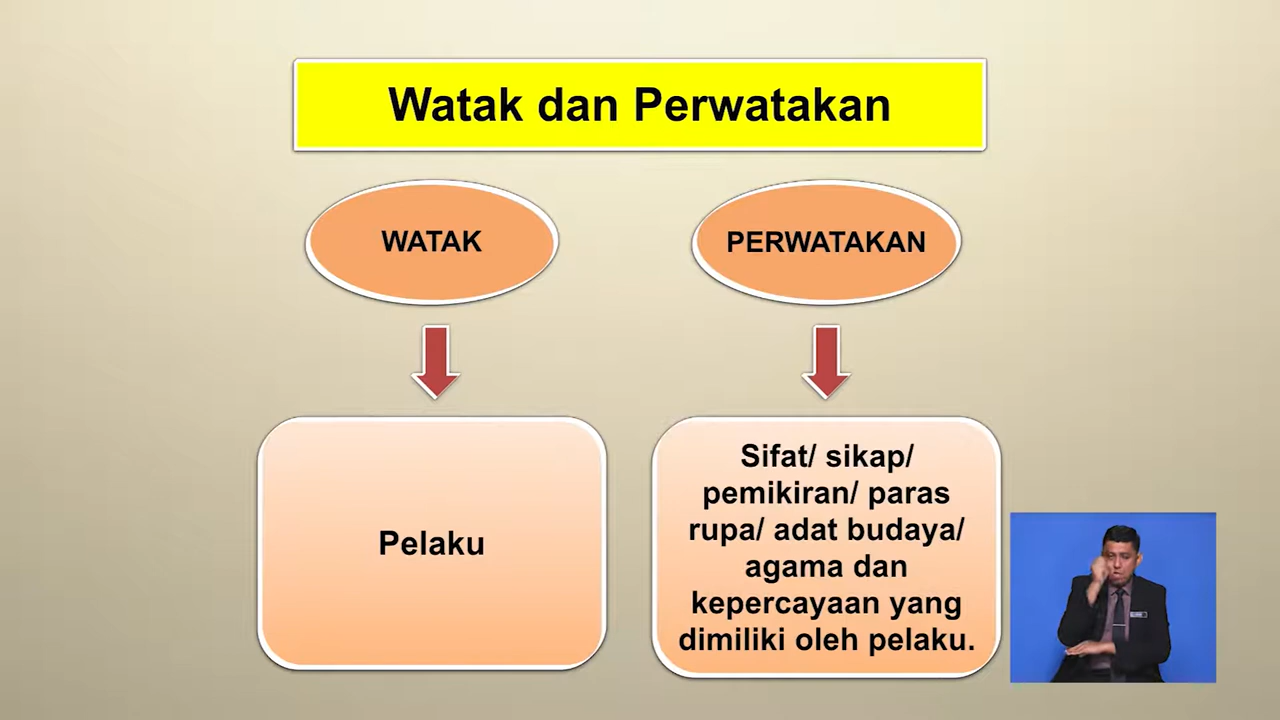 Watak dan Perwatakan
WATAK
PERWATAKAN
Pelaku
Sifat/ sikap/
pemikiran/ paras
rupa/ adat budaya/
agama dan
kepercayaan yang
dimiliki oleh pelaku.